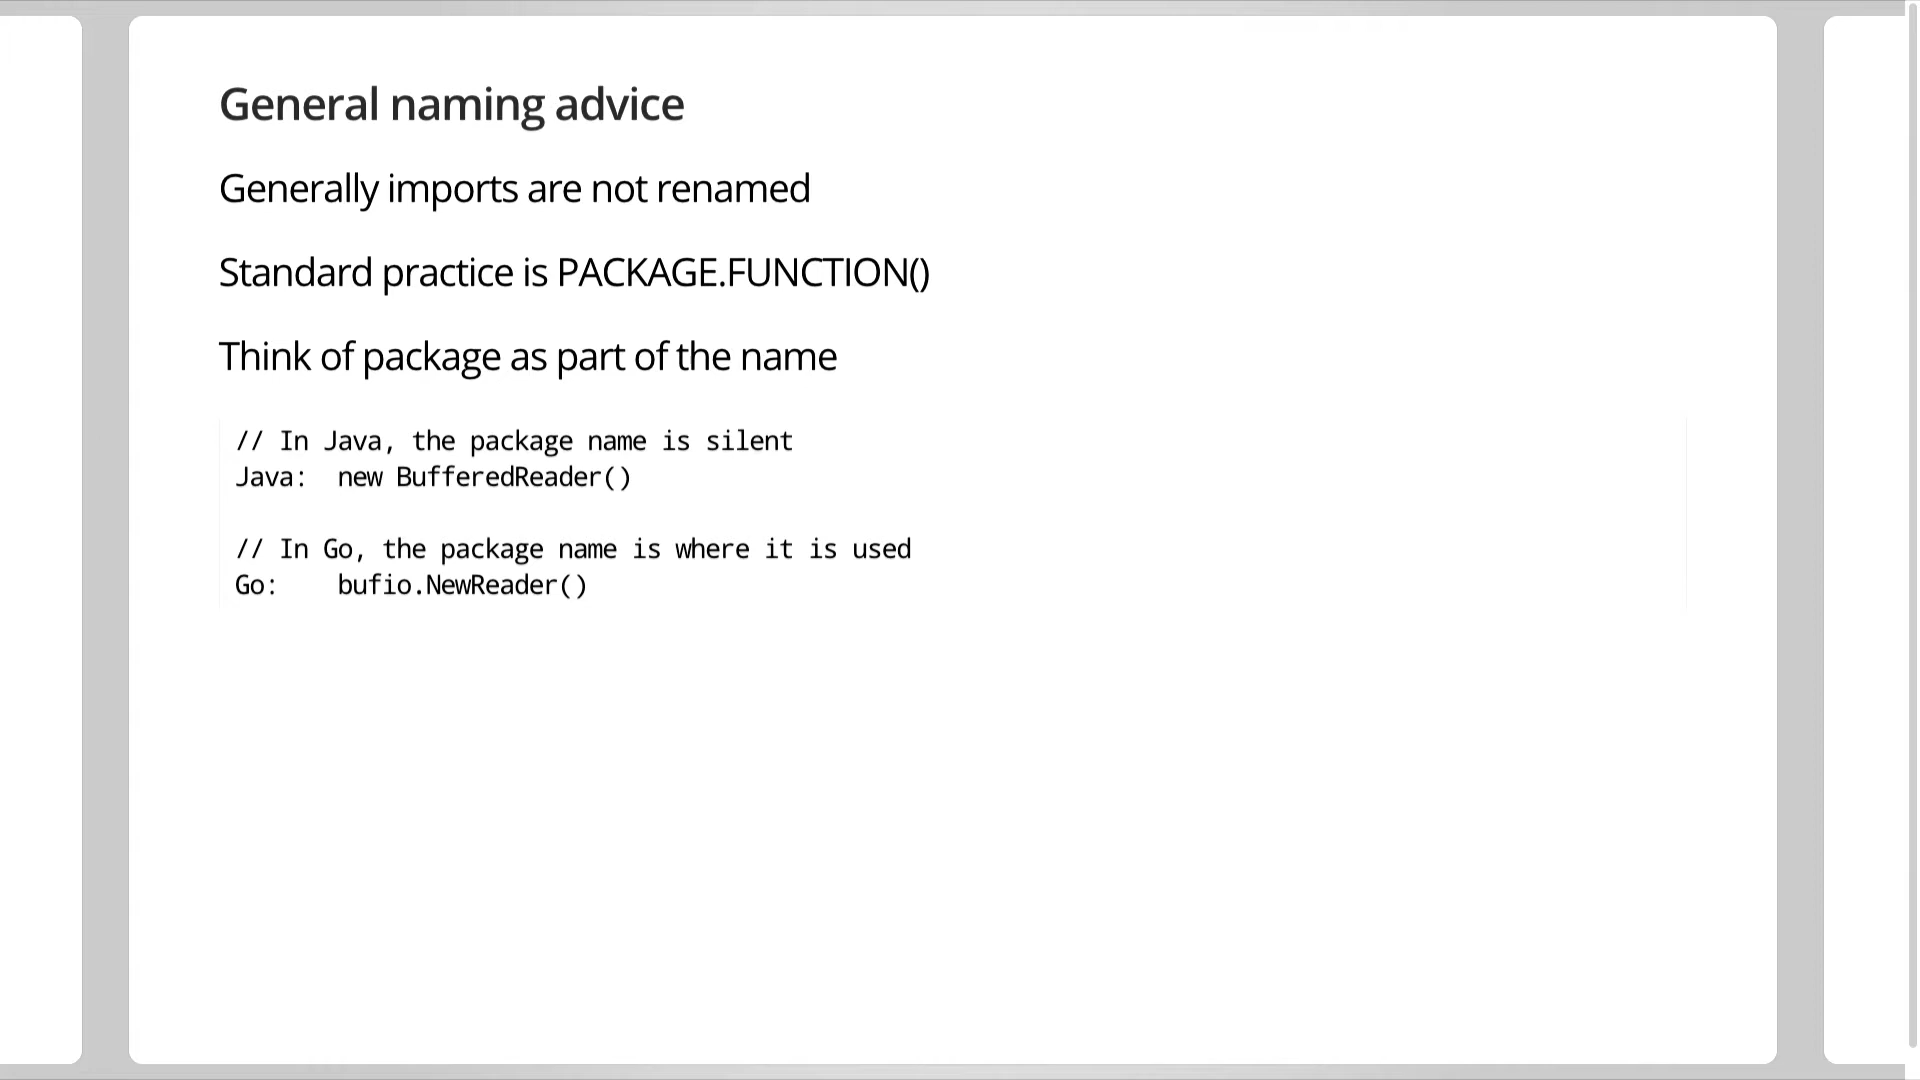 General naming advice
Generally imports are not renamed
Standard practice is PACKAGE.FUNCTION()
Think of package as part of the name
// In Java, the package name is silent
Java:  new BufferedReader()
// In Go, the package name is where it is used
Go:    bufio.NewReader()